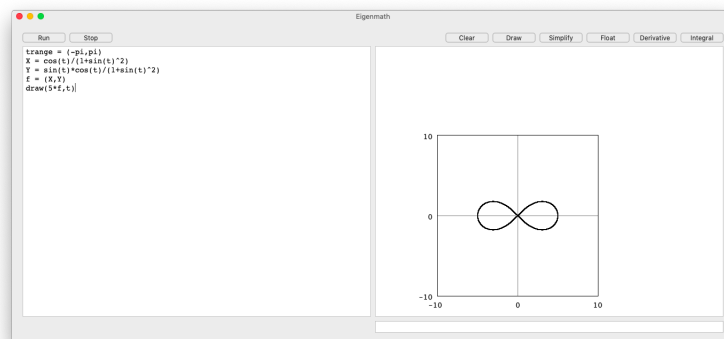 Eigenmath
Run Stop Clear Draw Simplify Float Derivative Integral
trange = (-pi,pi)
X = cos(t)/(1+sin(t)^2)
Y = sin(t)*cos(t)/(1+sin(t)^2)
f = (X,Y)
draw(5*f,t)
10
0
-10
-10 0 10